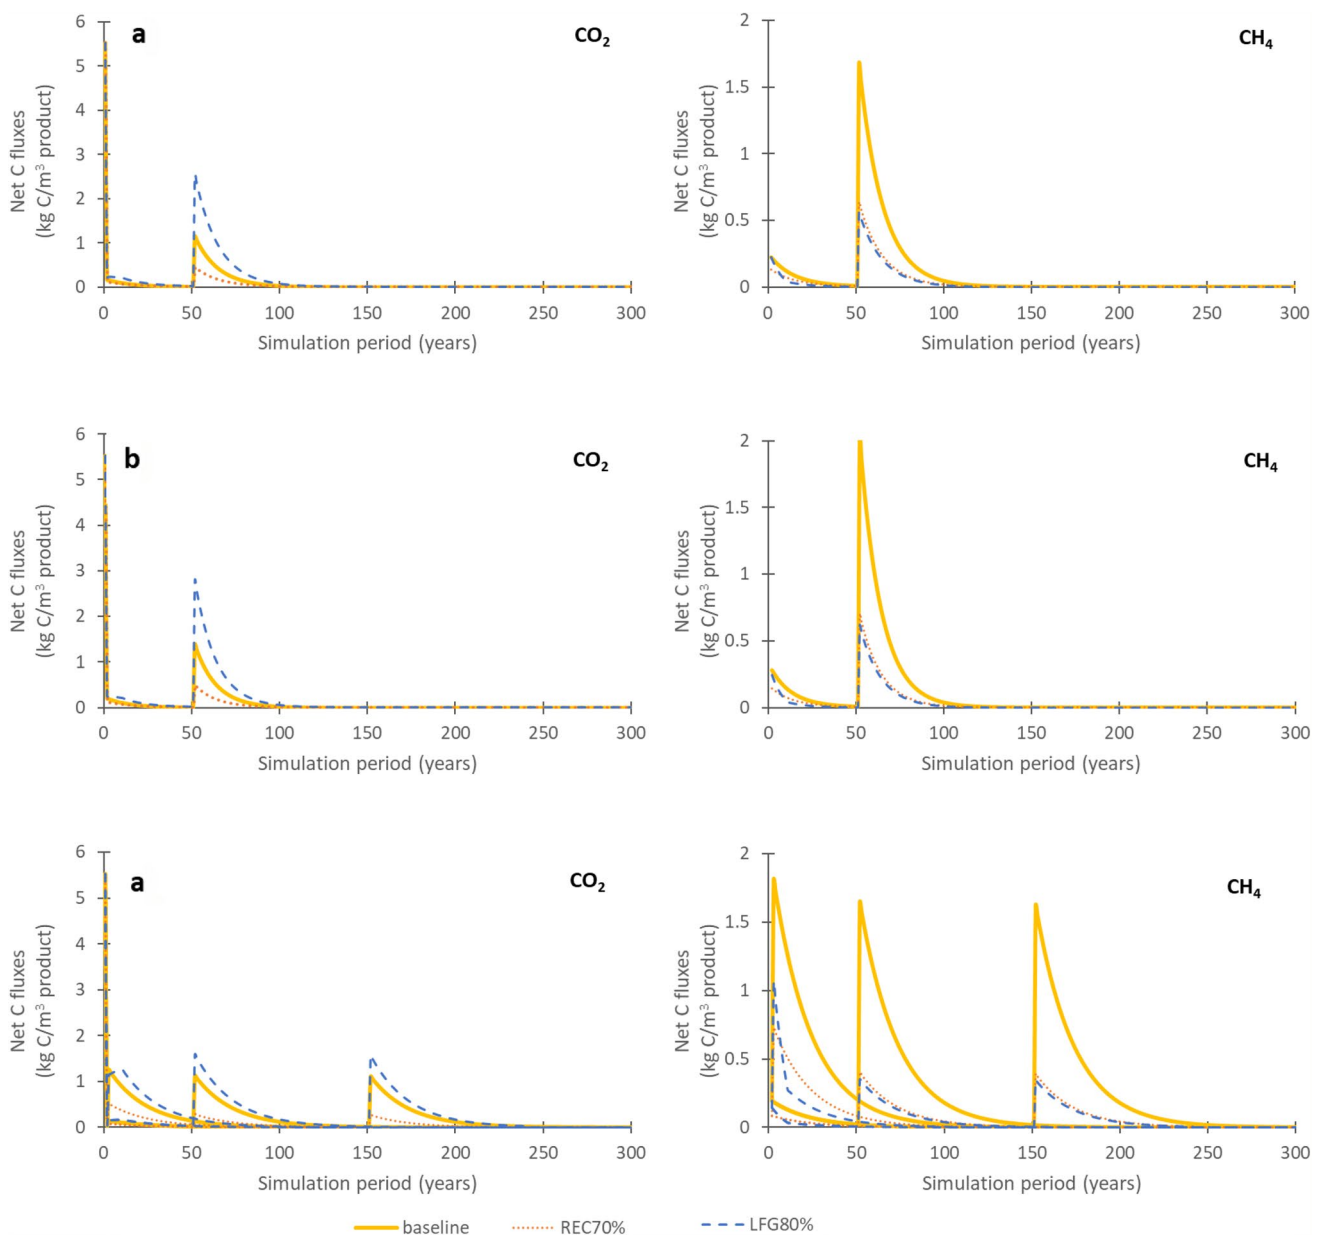 a
CO₂
Net C fluxes
(kg C/m³ product)
6
5
4
3
2
1
0
0 50 100 150 200 250 300
Simulation period (years)
CH₄
Net C fluxes
(kg C/m³ product)
2
1.5
1
0.5
0
0 50 100 150 200 250 300
Simulation period (years)
b
CO₂
Net C fluxes
(kg C/m³ product)
6
5
4
3
2
1
0
0 50 100 150 200 250 300
Simulation period (years)
CH₄
Net C fluxes
(kg C/m³ product)
2
1.5
1
0.5
0
0 50 100 150 200 250 300
Simulation period (years)
a
CO₂
Net C fluxes
(kg C/m³ product)
6
5
4
3
2
1
0
0 50 100 150 200 250 300
Simulation period (years)
CH₄
Net C fluxes
(kg C/m³ product)
2
1.5
1
0.5
0
0 50 100 150 200 250 300
Simulation period (years)
baseline REC70% LFG80%